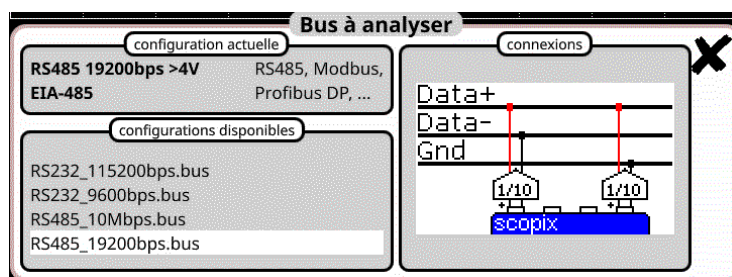 Bus à analyser
configuration actuelle
RS485 19200bps >4V RS485, Modbus,
EIA-485 Profibus DP, ...
configurations disponibles
RS232_115200bps.bus
RS232_9600bps.bus
RS485_10Mbps.bus
RS485_19200bps.bus
connexions
Data+
Data-
Gnd
1/10 1/10
+ +
scopix